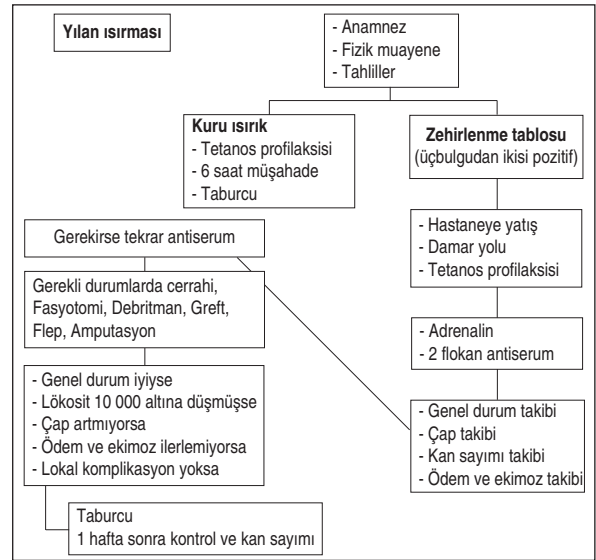 Yılan ısırması
- Anamnez
- Fizik muayene
- Tahliller
Kuru ısırık
- Tetanos profilaksisi
- 6 saat müşahade
- Taburcu
Zehirlenme tablosu
(üçbulgudan ikisi pozitif)
- Hastaneye yatış
- Damar yolu
- Tetanos profilaksisi
- Adrenalin
- 2 flokan antiserum
- Genel durum takibi
- Çap takibi
- Kan sayımı takibi
- Ödem ve ekimoz takibi
Gerekirse tekrar antiserum
Gerekli durumlarda cerrahi,
Fasyotomi, Debritman, Greft,
Flep, Amputasyon
- Genel durum iyiyse
- Lökosit 10 000 altına düşmüşse
- Çap artmıyorsa
- Ödem ve ekimoz ilerlemiyorsa
- Lokal komplikasyon yoksa
Taburcu
1 hafta sonra kontrol ve kan sayımı